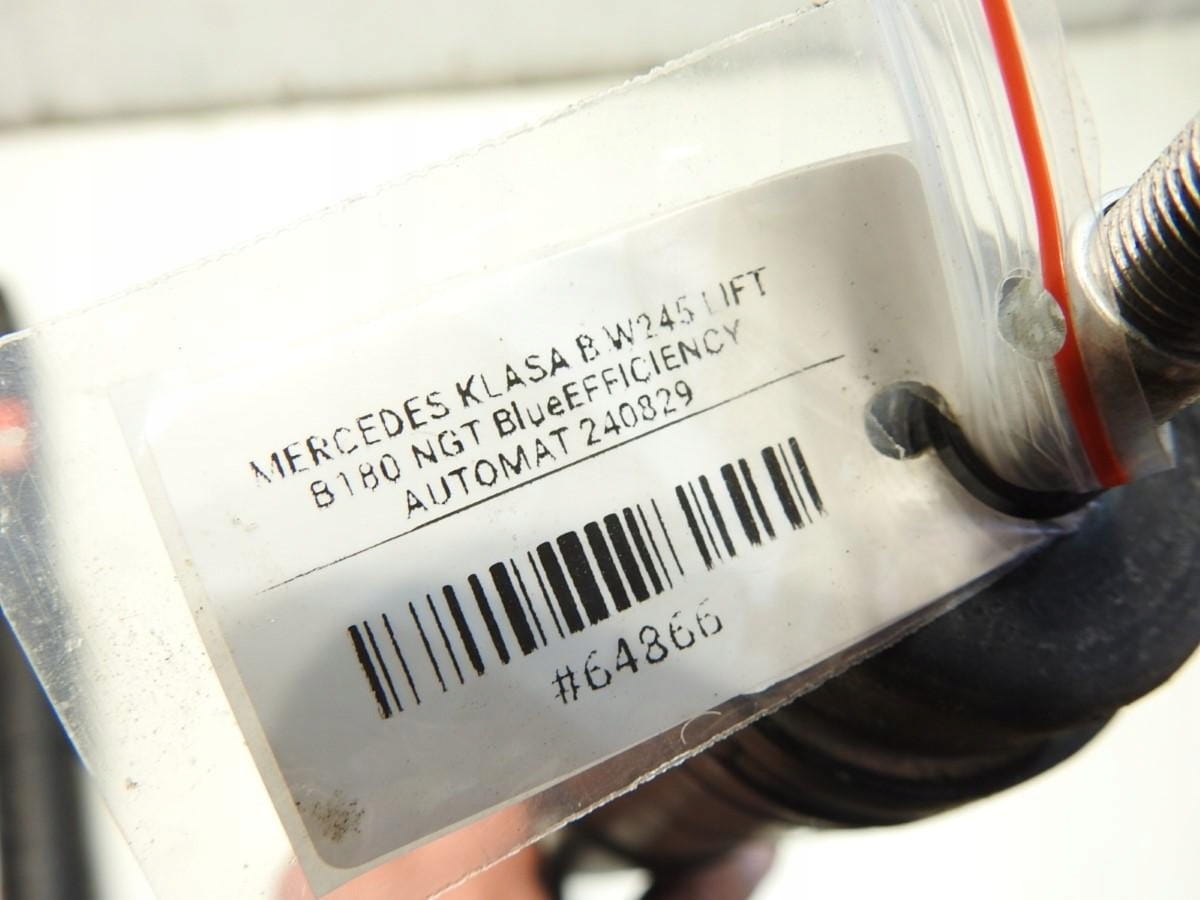 MERCEDES KLASA B W245 LIFT
B180 NGT BlueEFFICIENCY
AUTOMAT 240829
#64866